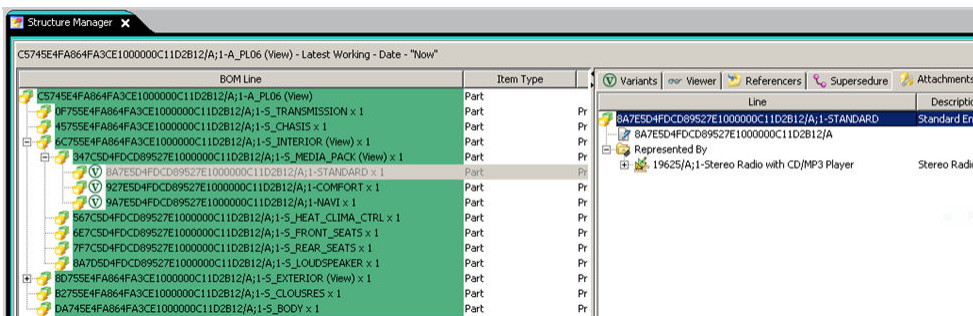 Structure Manager
C5745E4FA864FA3CE1000000C11D2B12/A;1-A_PL06 (View) - Latest Working - Date - "Now"
BOM Line Item Type
C5745E4FA864FA3CE1000000C11D2B12/A;1-A_PL06 (View) Part
0F755E4FA864FA3CE1000000C11D2B12/A;1-S_TRANSMISSION x 1 Part Pr
45755E4FA864FA3CE1000000C11D2B12/A;1-S_CHASIS x 1 Part Pr
6C755E4FA864FA3CE1000000C11D2B12/A;1-S_INTERIOR (View) x 1 Part Pr
347C5D4FDCD89527E1000000C11D2B12/A;1-S_MEDIA_PACK (View) x 1 Part Pr
8A7E5D4FDCD89527E1000000C11D2B12/A;1-STANDARD x 1 Part Pr
927E5D4FDCD89527E1000000C11D2B12/A;1-COMFORT x 1 Part Pr
9A7E5D4FDCD89527E1000000C11D2B12/A;1-NAVI x 1 Part Pr
567C5D4FDCD89527E1000000C11D2B12/A;1-S_HEAT_CLIMA_CTRL x 1 Part Pr
6E7C5D4FDCD89527E1000000C11D2B12/A;1-S_FRONT_SEATS x 1 Part Pr
7F7C5D4FDCD89527E1000000C11D2B12/A;1-S_REAR_SEATS x 1 Part Pr
8A7D5D4FDCD89527E1000000C11D2B12/A;1-S_LOUDSPEAKER x 1 Part Pr
8D755E4FA864FA3CE1000000C11D2B12/A;1-S_EXTERIOR (View) x 1 Part Pr
B2755E4FA864FA3CE1000000C11D2B12/A;1-S_CLOUSRES x 1 Part Pr
DA745E4FA864FA3CE1000000C11D2B12/A;1-S_BODY x 1 Part Pr
Variants Viewer Referencers Supersedure Attachments
Line Descriptio
8A7E5D4FDCD89527E1000000C11D2B12/A;1-STANDARD Standard En
8A7E5D4FDCD89527E1000000C11D2B12/A
Represented By
19625/A;1-Stereo Radio with CD/MP3 Player Stereo Radi